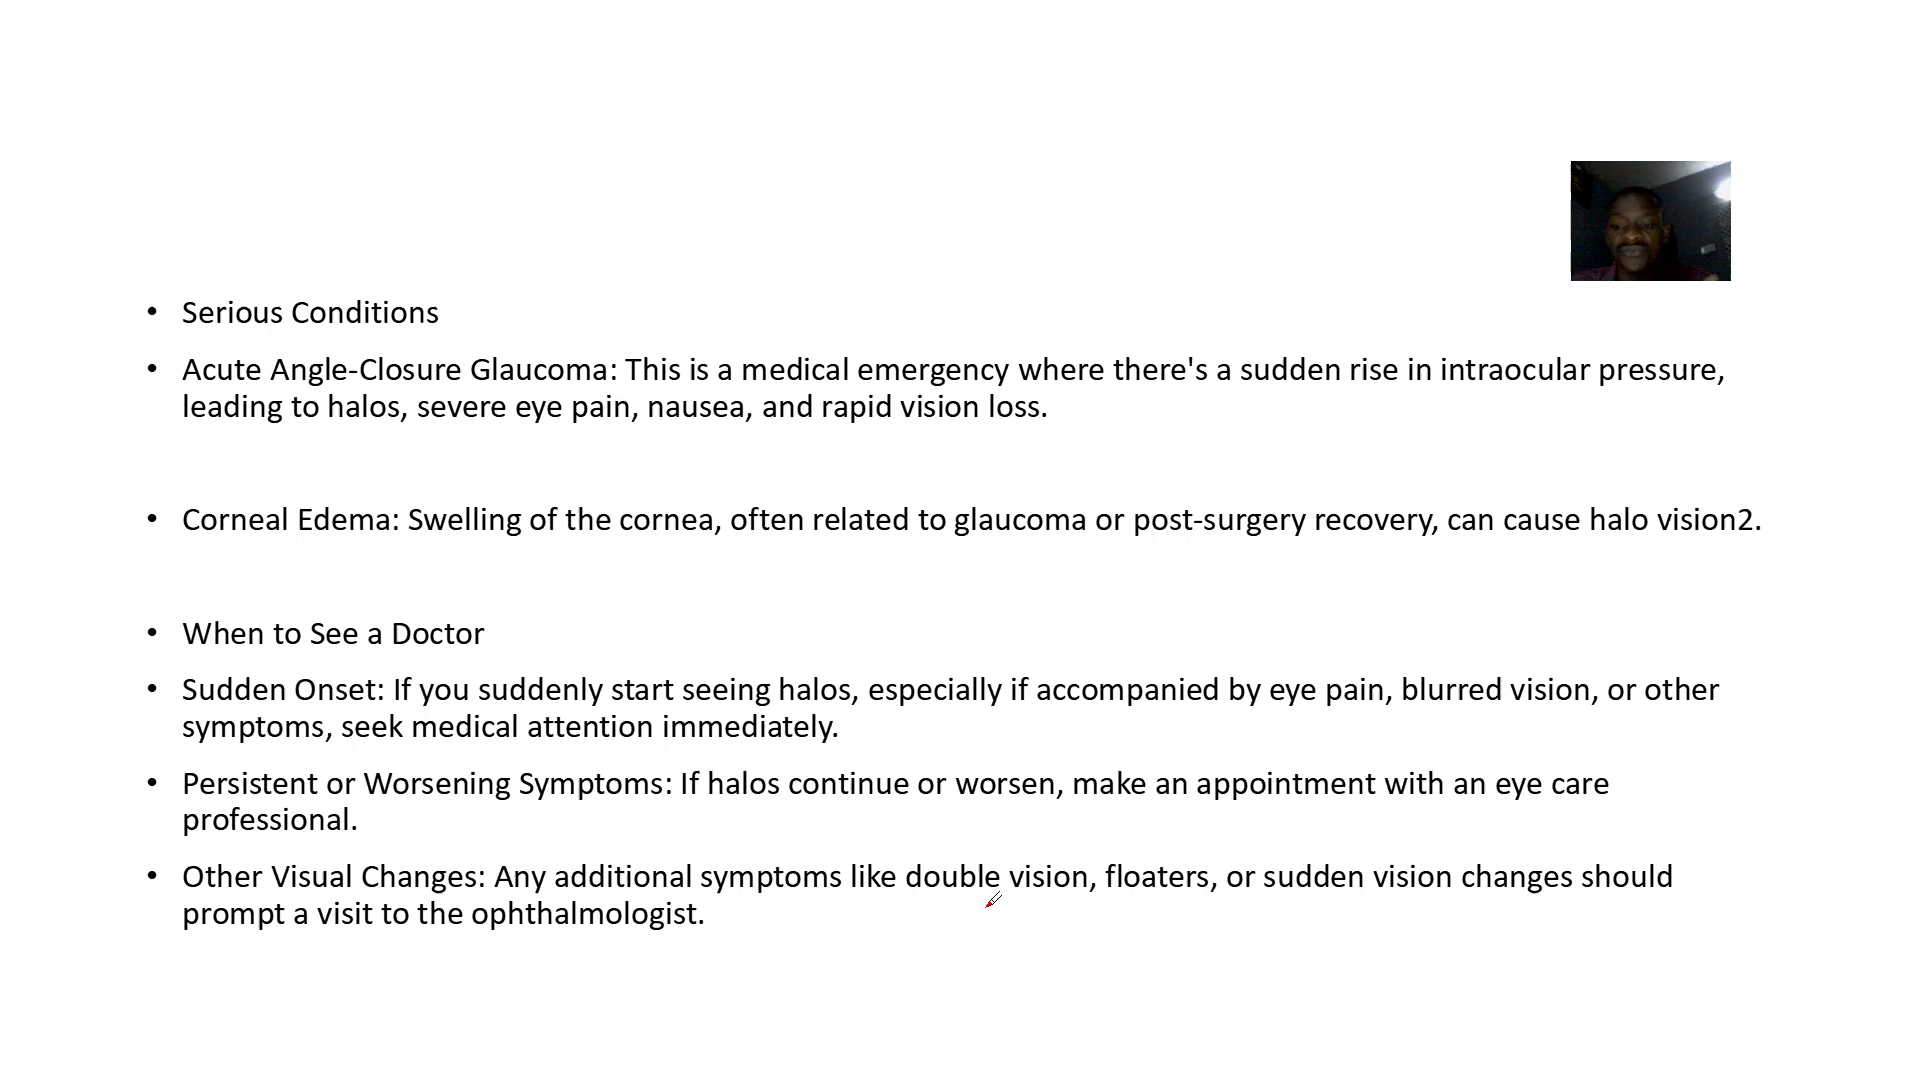 • Serious Conditions
• Acute Angle-Closure Glaucoma: This is a medical emergency where there's a sudden rise in intraocular pressure,
leading to halos, severe eye pain, nausea, and rapid vision loss.
• Corneal Edema: Swelling of the cornea, often related to glaucoma or post-surgery recovery, can cause halo vision2.
• When to See a Doctor
• Sudden Onset: If you suddenly start seeing halos, especially if accompanied by eye pain, blurred vision, or other
symptoms, seek medical attention immediately.
• Persistent or Worsening Symptoms: If halos continue or worsen, make an appointment with an eye care
professional.
• Other Visual Changes: Any additional symptoms like double vision, floaters, or sudden vision changes should
prompt a visit to the ophthalmologist.